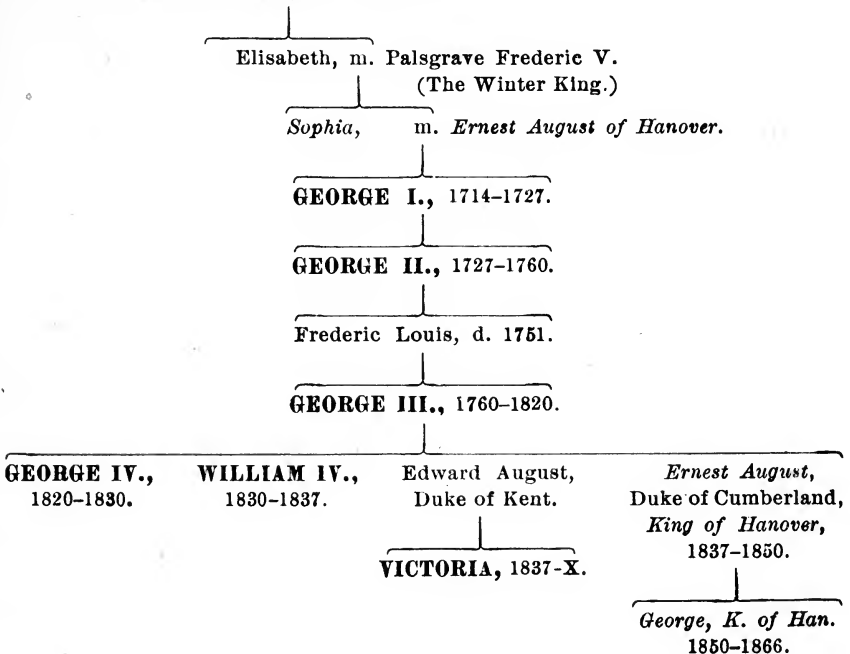 Elisabeth, m. Palsgrave Frederic V.
(The Winter King.)
Sophia, m. Ernest August of Hanover.
GEORGE I., 1714–1727.
GEORGE II., 1727–1760.
Frederic Louis, d. 1751.
GEORGE III., 1760–1820.
GEORGE IV.,
1820–1830.
WILLIAM IV.,
1830–1837.
Edward August,
Duke of Kent.
VICTORIA, 1837-X.
Ernest August,
Duke of Cumberland,
King of Hanover,
1837–1850.
George, K. of Han.
1850–1866.